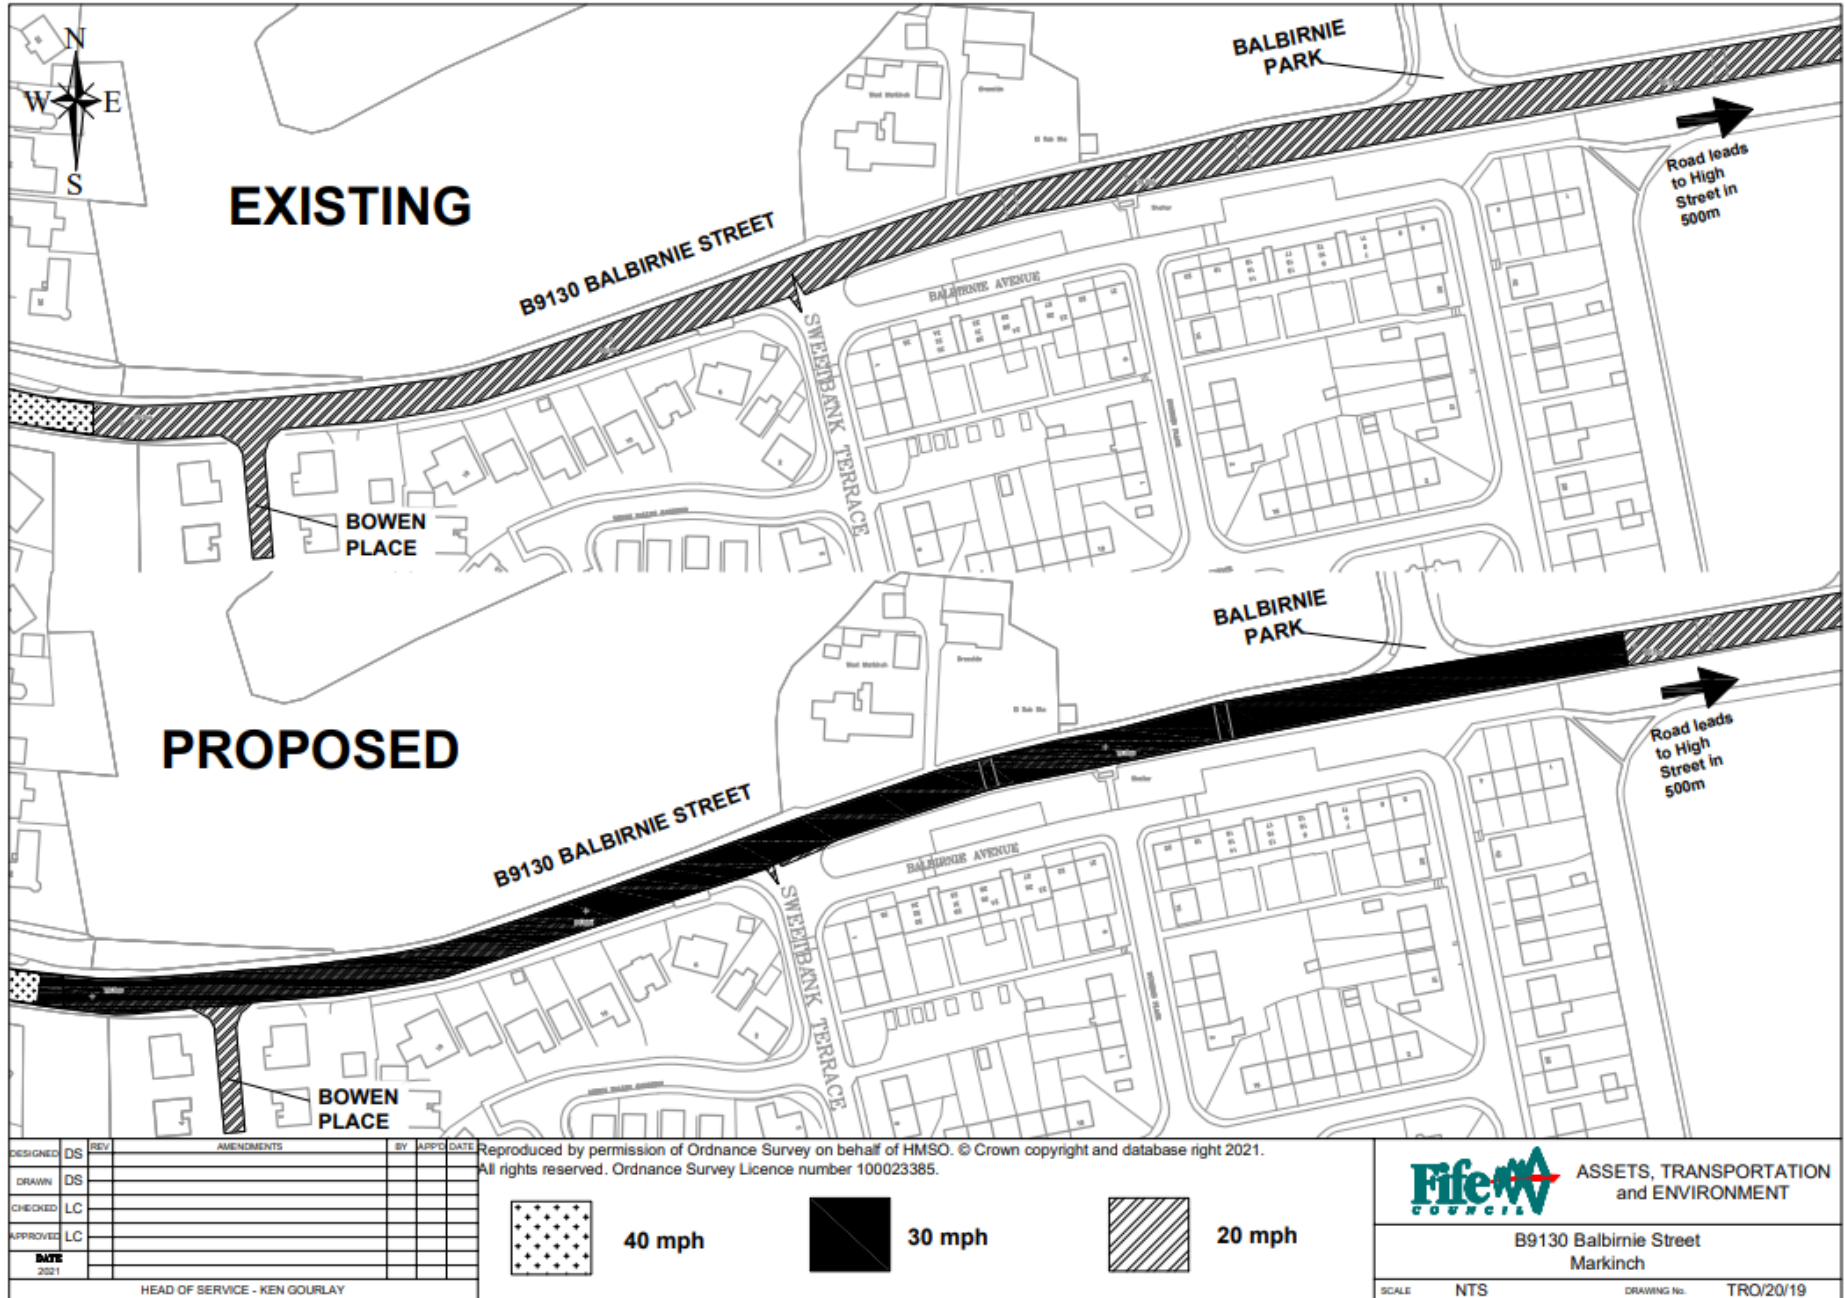 N
W E
S
EXISTING
B9130 BALBIRNIE STREET
BALBIRNIE
PARK
Road leads
to High
Street in
500m
BALBIRNIE AVENUE
SWEETBANK TERRACE
Shelter
BOWEN
PLACE
PROPOSED
B9130 BALBIRNIE STREET
BALBIRNIE
PARK
Road leads
to High
Street in
500m
BALBIRNIE AVENUE
SWEETBANK TERRACE
Shelter
BOWEN
PLACE
DESIGNED DS
DRAWN DS
CHECKED LC
APPROVED LC
DATE
2021
REV AMENDMENTS BY APP'D DATE
HEAD OF SERVICE - KEN GOURLAY
Reproduced by permission of Ordnance Survey on behalf of HMSO. © Crown copyright and database right 2021.
All rights reserved. Ordnance Survey Licence number 100023385.
40 mph
30 mph
20 mph
Fife
COUNCIL
ASSETS, TRANSPORTATION
and ENVIRONMENT
B9130 Balbirnie Street
Markinch
SCALE NTS DRAWING No. TRO/20/19